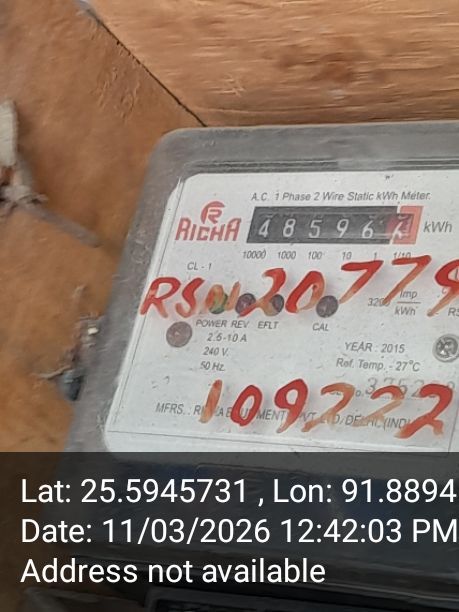 A.C. 1 Phase 2 Wire Static kWh Meter.
RICHA
4 8 5 9 6 kWh
10000 1000 100 10 1 1/10
CL - 1
RSN 20779
3200 Imp/kWh
POWER REV EFLT CAL
2.5-10 A
240 V.
50 Hz.
YEARS : 2015
Ref. Temp. - 27°C
109222
MFRS. :
Lat: 25.5945731 , Lon: 91.8894
Date: 11/03/2026 12:42:03 PM
Address not available